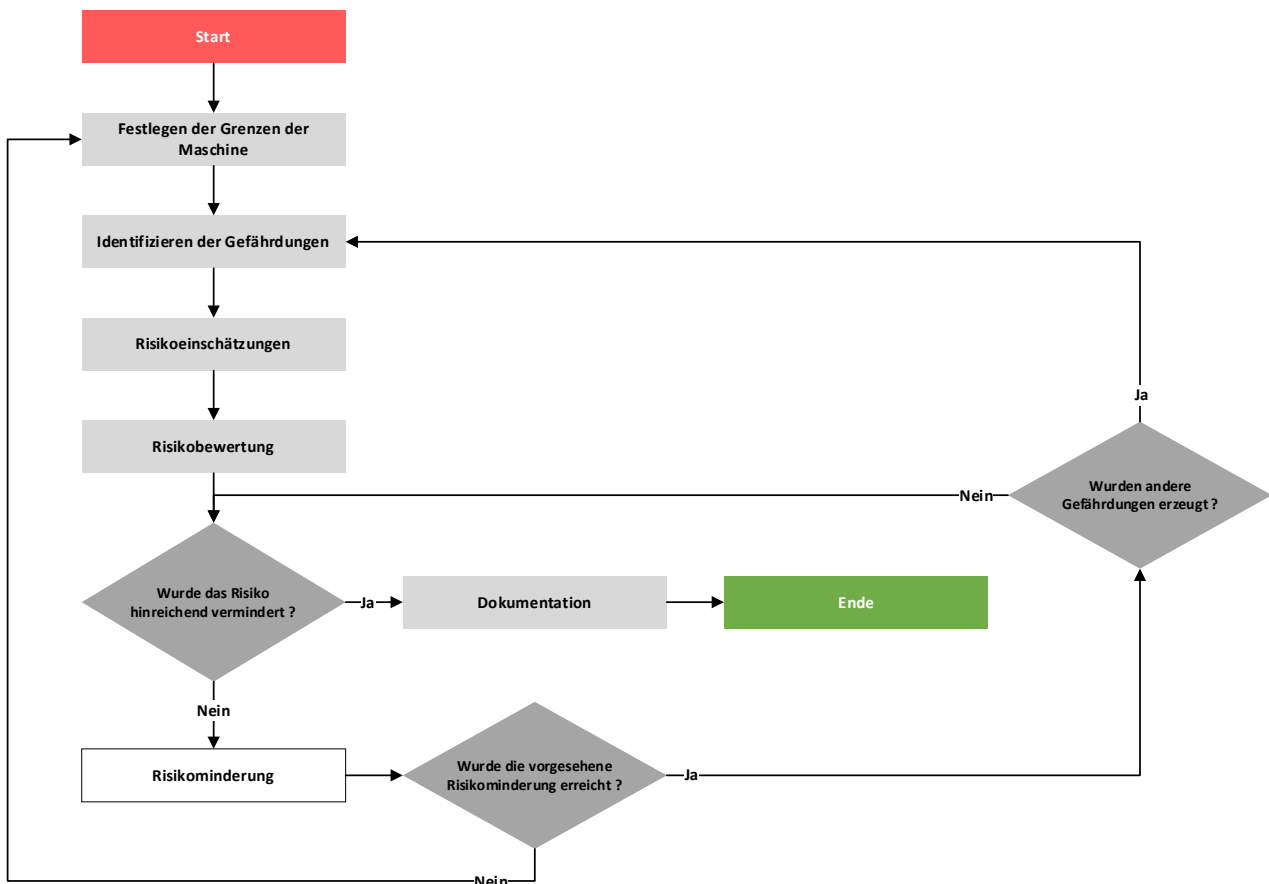 Start
Festlegen der Grenzen der
Maschine
Identifizieren der Gefährdungen
Risikoeinschätzungen
Ja
Risikobewertung
Wurden andere
Gefährdungen erzeugt ?
Nein
Wurde das Risiko
hinreichend vermindert ?
Ja
Dokumentation
Ende
Nein
Risikominderung
Wurde die vorgesehene
Risikominderung erreicht ?
Ja
Nein